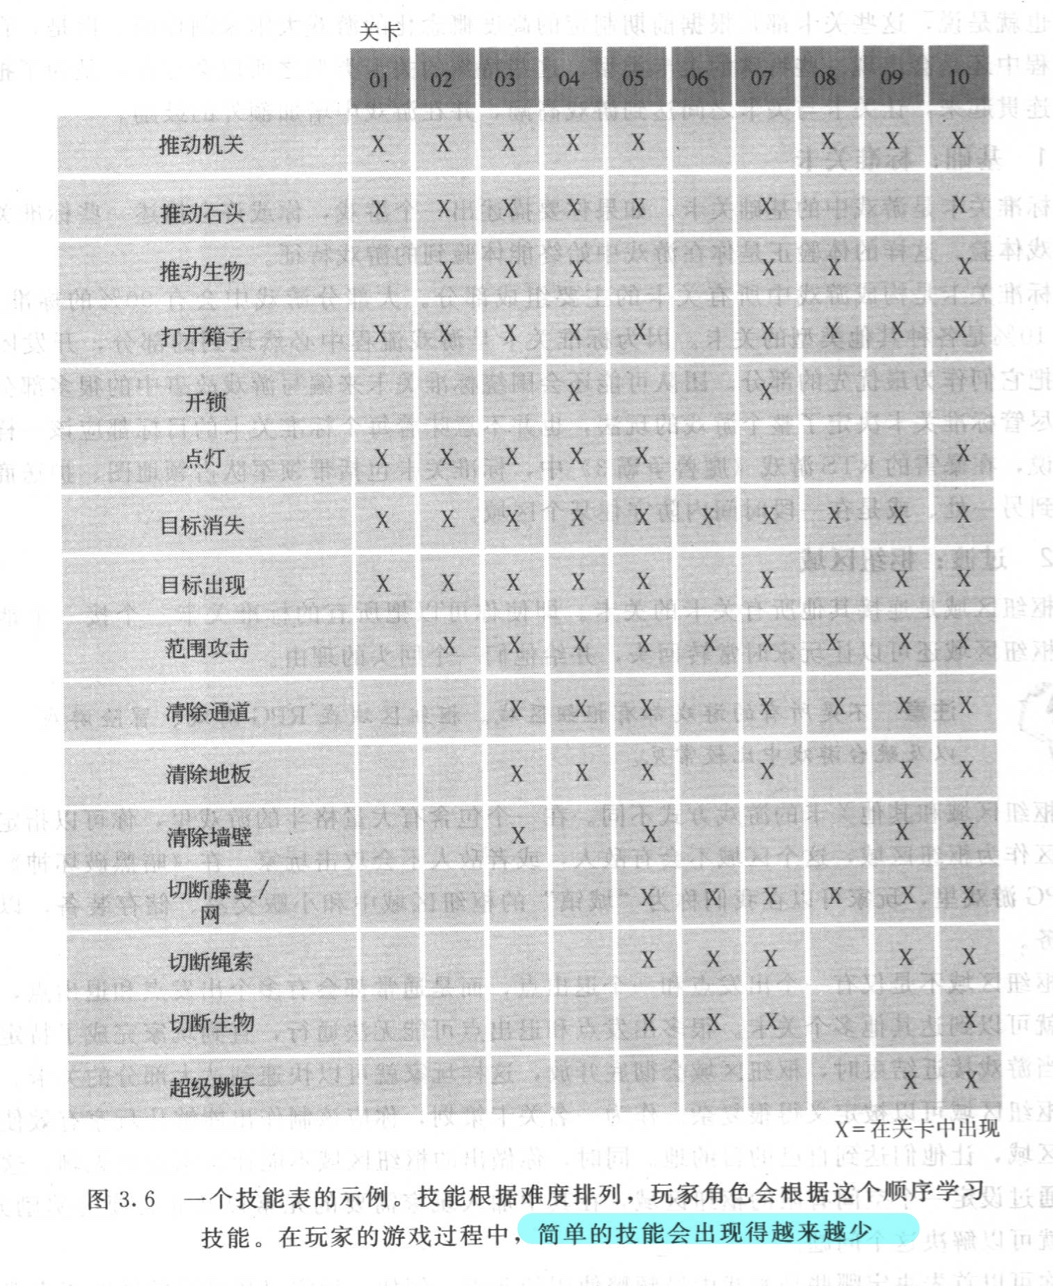 关卡
01 02 03 04 05 06 07 08 09 10
推动机关 X X X X X X X X
推动石头 X X X X X X
推动生物 X X X X X X
打开箱子 X X X X X X X X X
开锁 X X
点灯 X X X X X X
目标消失 X X X X X X X X X X
目标出现 X X X X X X X X
范围攻击 X X X X X X X X X
清除通道 X X X X X X X
清除地板 X X X X X X
清除墙壁 X X X X
切断藤蔓/
网 X X X X X X
切断绳索 X X X X X
切断生物 X X X X
超级跳跃 X X
X=在关卡中出现
图 3.6 一个技能表的示例。技能根据难度排列，玩家角色会根据这个顺序学习
技能。在玩家的游戏过程中，简单的技能会出现得越来越少